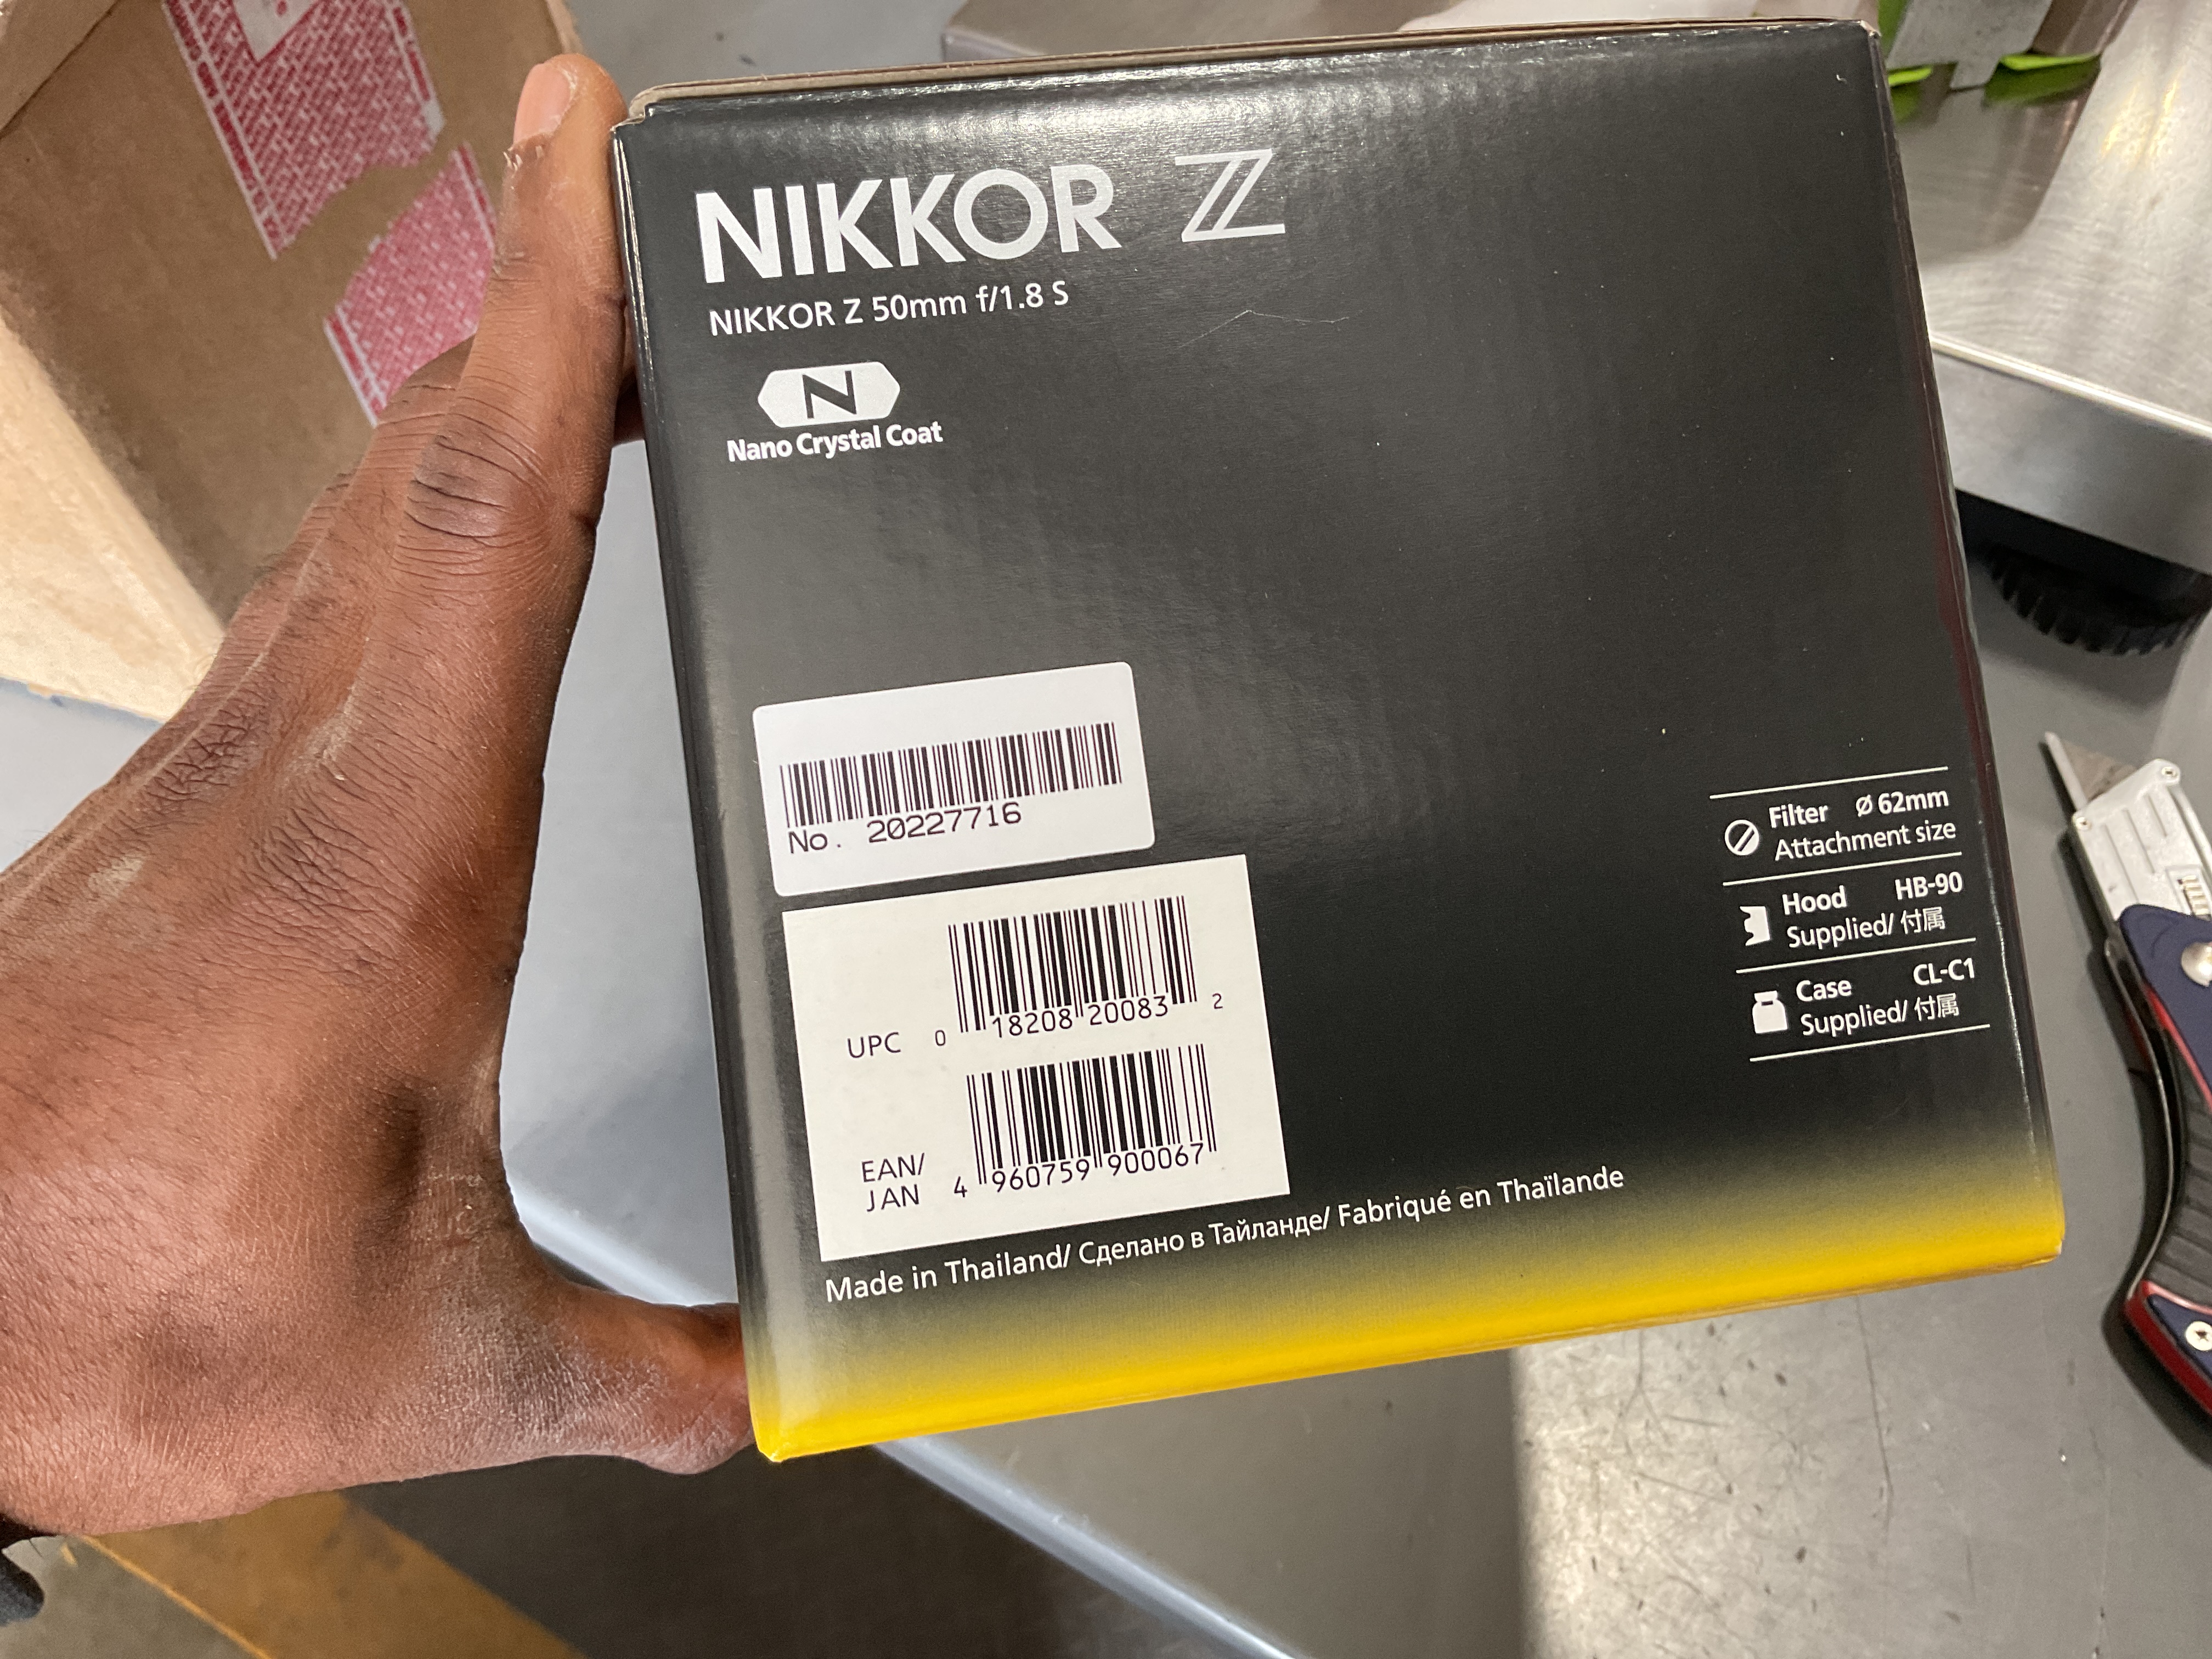 NIKKOR Z
NIKKOR Z 50mm f/1.8 S
N
Nano Crystal Coat
No. 20227716
UPC 0 18208 20083 2
EAN/
JAN 4 960759 900067
Filter Ø 62mm
Attachment size
Hood HB-90
Supplied/ 付属
Case CL-C1
Supplied/ 付属
Made in Thailand/ Сделано в Тайланде/ Fabriqué en Thaïlande